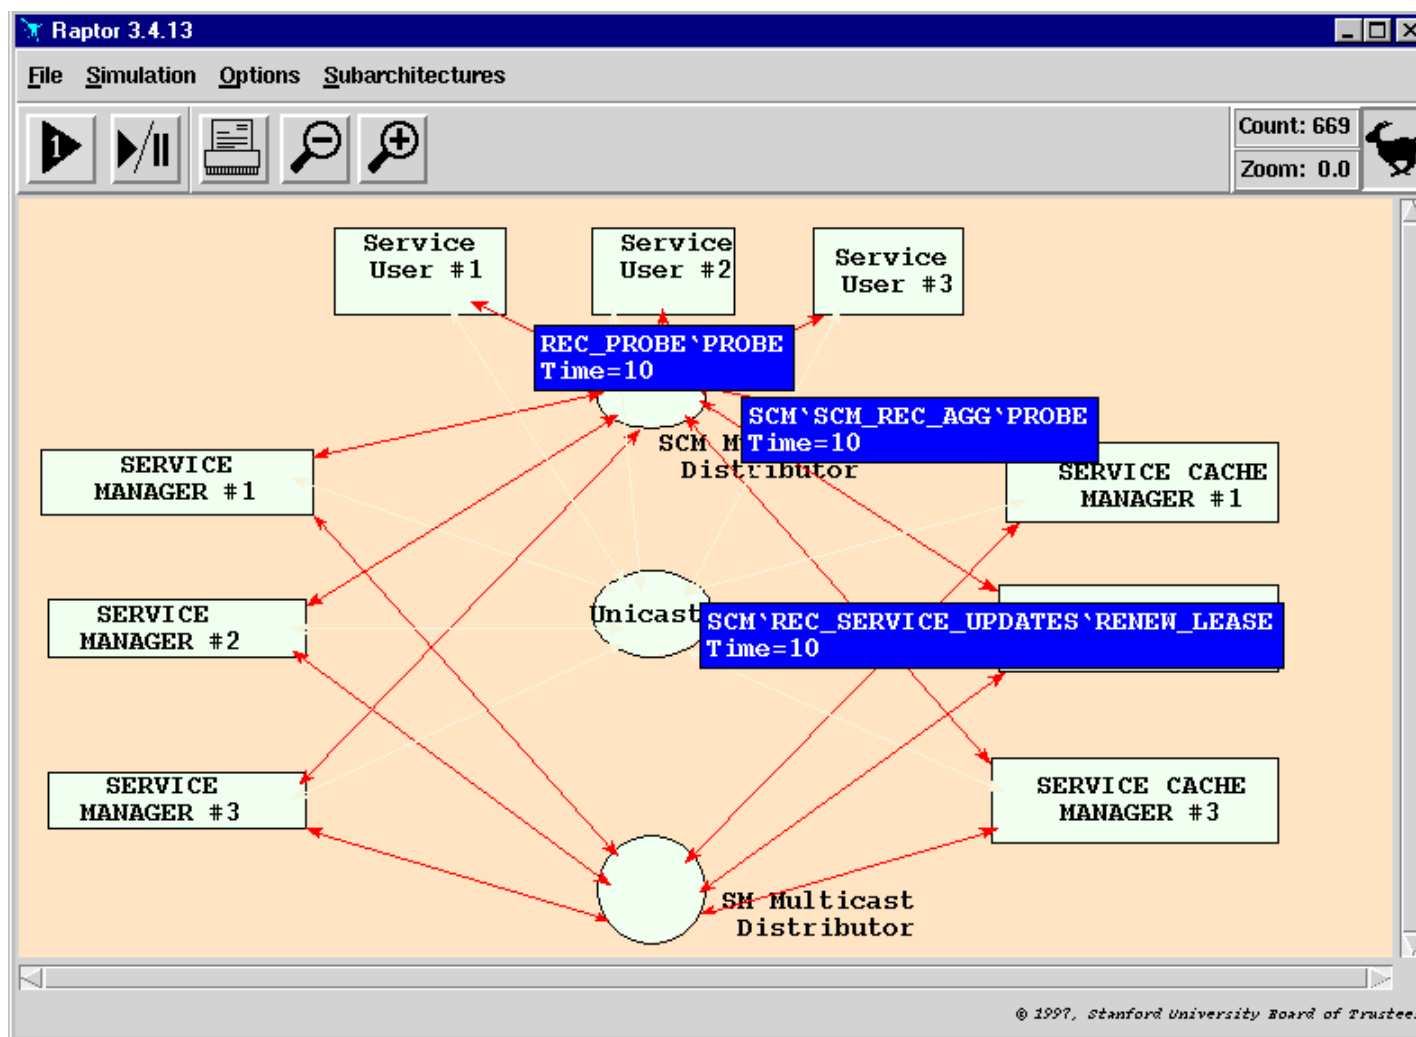 Raptor 3.4.13
File Simulation Options Subarchitectures
1
Count: 669
Zoom: 0.0
Service
User #1
Service
User #2
Service
User #3
REC_PROBE`PROBE
Time=10
SCM`SCM_REC_AGG`PROBE
Time=10
SCM M
Distributor
SERVICE
MANAGER #1
SERVICE CACHE
MANAGER #1
SERVICE
MANAGER #2
Unicast
SCM`REC_SERVICE_UPDATES`RENEW_LEASE
Time=10
SERVICE
MANAGER #3
SERVICE CACHE
MANAGER #3
SM Multicast
Distributor
© 1997, Stanford University Board of Trustee